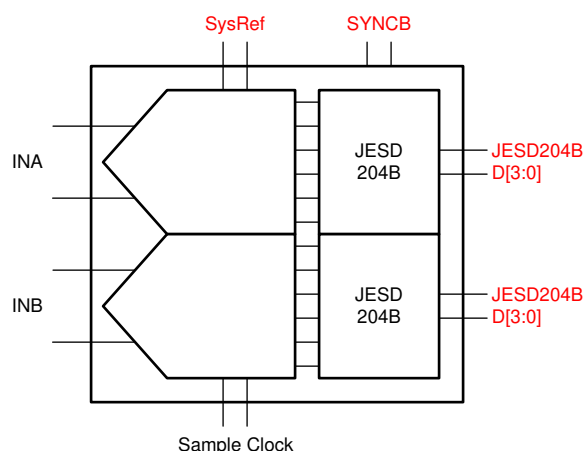 SysRef
SYNCB
INA
JESD
204B
JESD204B
D[3:0]
INB
JESD
204B
JESD204B
D[3:0]
Sample Clock